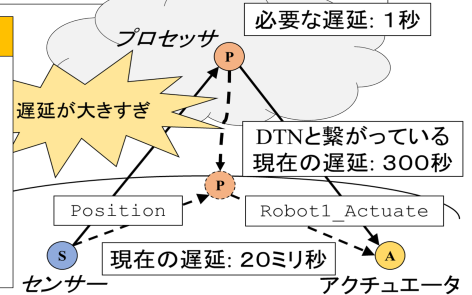 必要な遅延: 1秒
プロセッサ
P
遅延が大きすぎ
DTNと繋がっている
現在の遅延: 300秒
P
Position
Robot1_Actuate
S
現在の遅延: 20ミリ秒
A
センサー
アクチュエータ